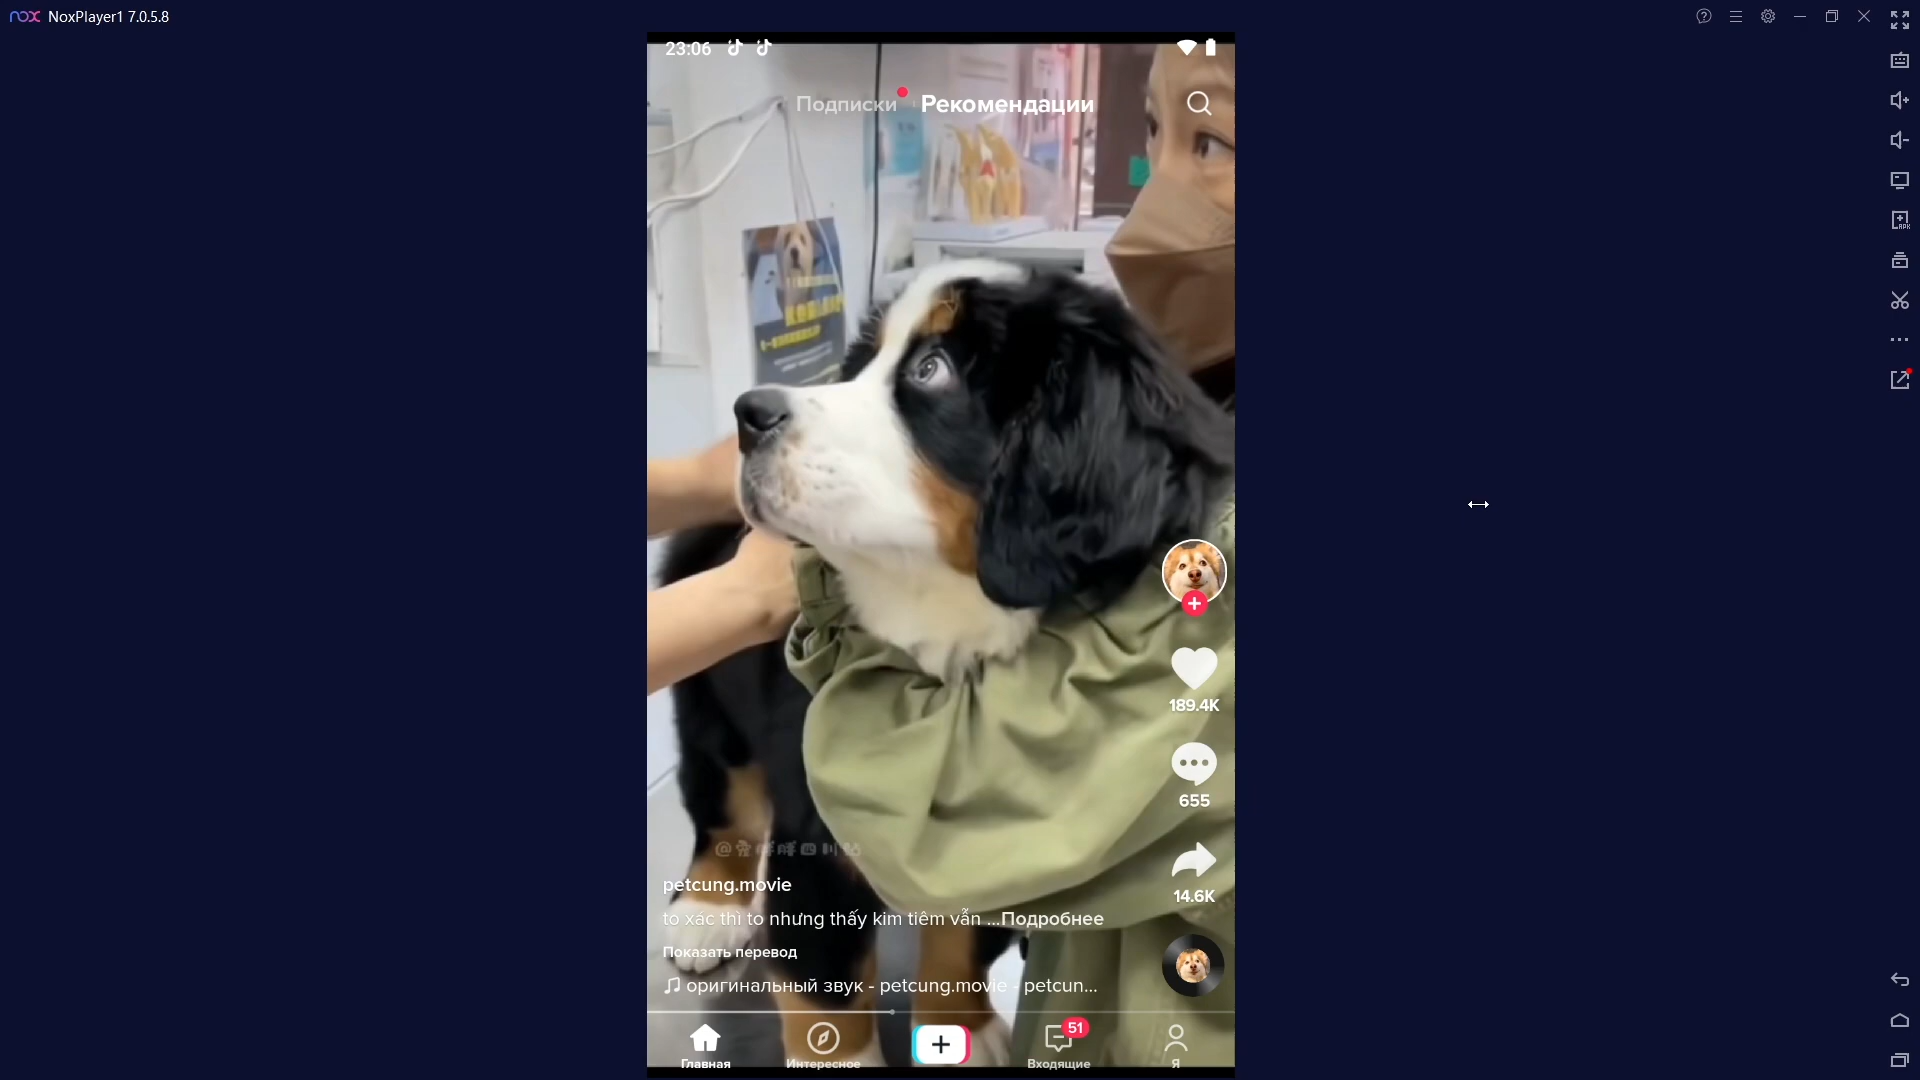 nox NoxPlayer1 7.0.5.8
23:06
Подписки Рекомендации
189.4K
655
14.6K
petcung.movie
to xác thì to nhưng thấy kim tiêm vẫn ...Подробнее
Показать перевод
оригинальный звук - petcung.movie - petcun...
51
Главная Интересное Входящие Я